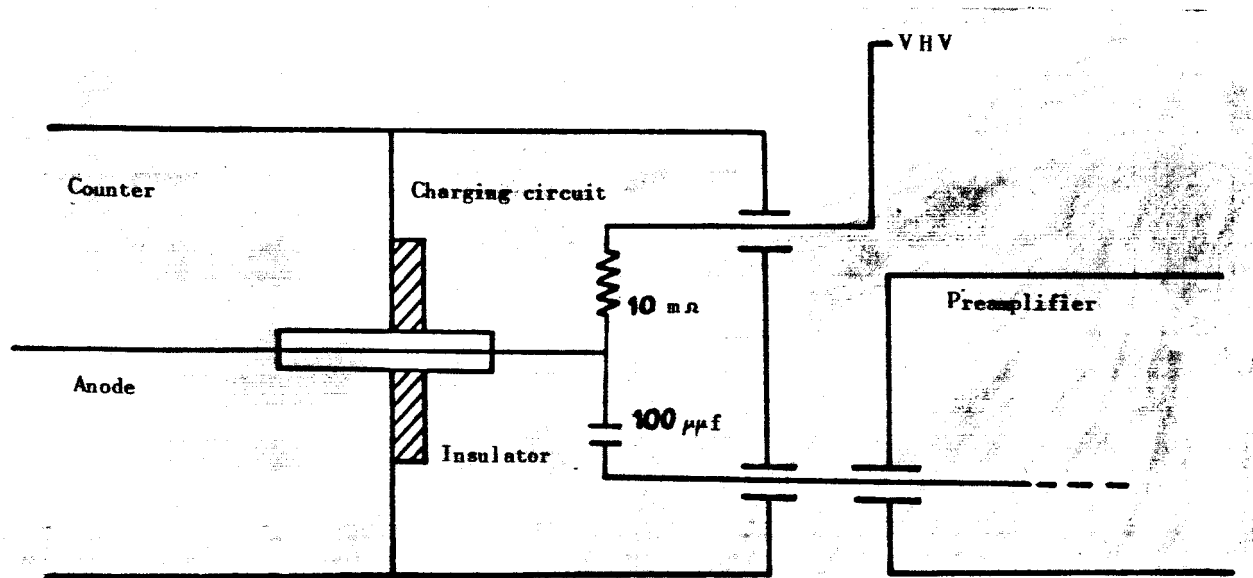 VHV
Counter
Charging circuit
10 mΩ
Preamplifier
Anode
100 μμf
Insulator